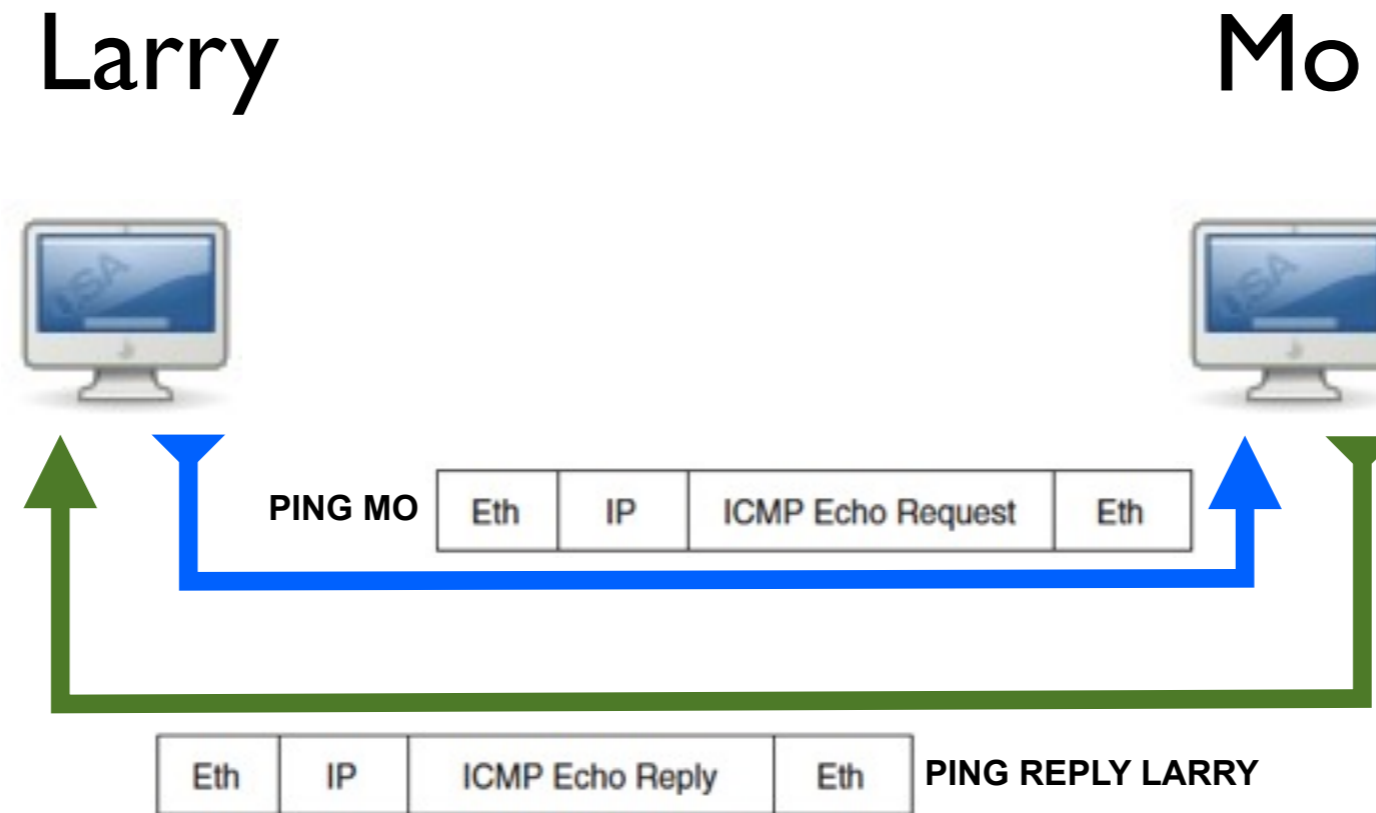 Larry
Mo
PING MO
Eth IP ICMP Echo Request Eth
Eth IP ICMP Echo Reply Eth
PING REPLY LARRY